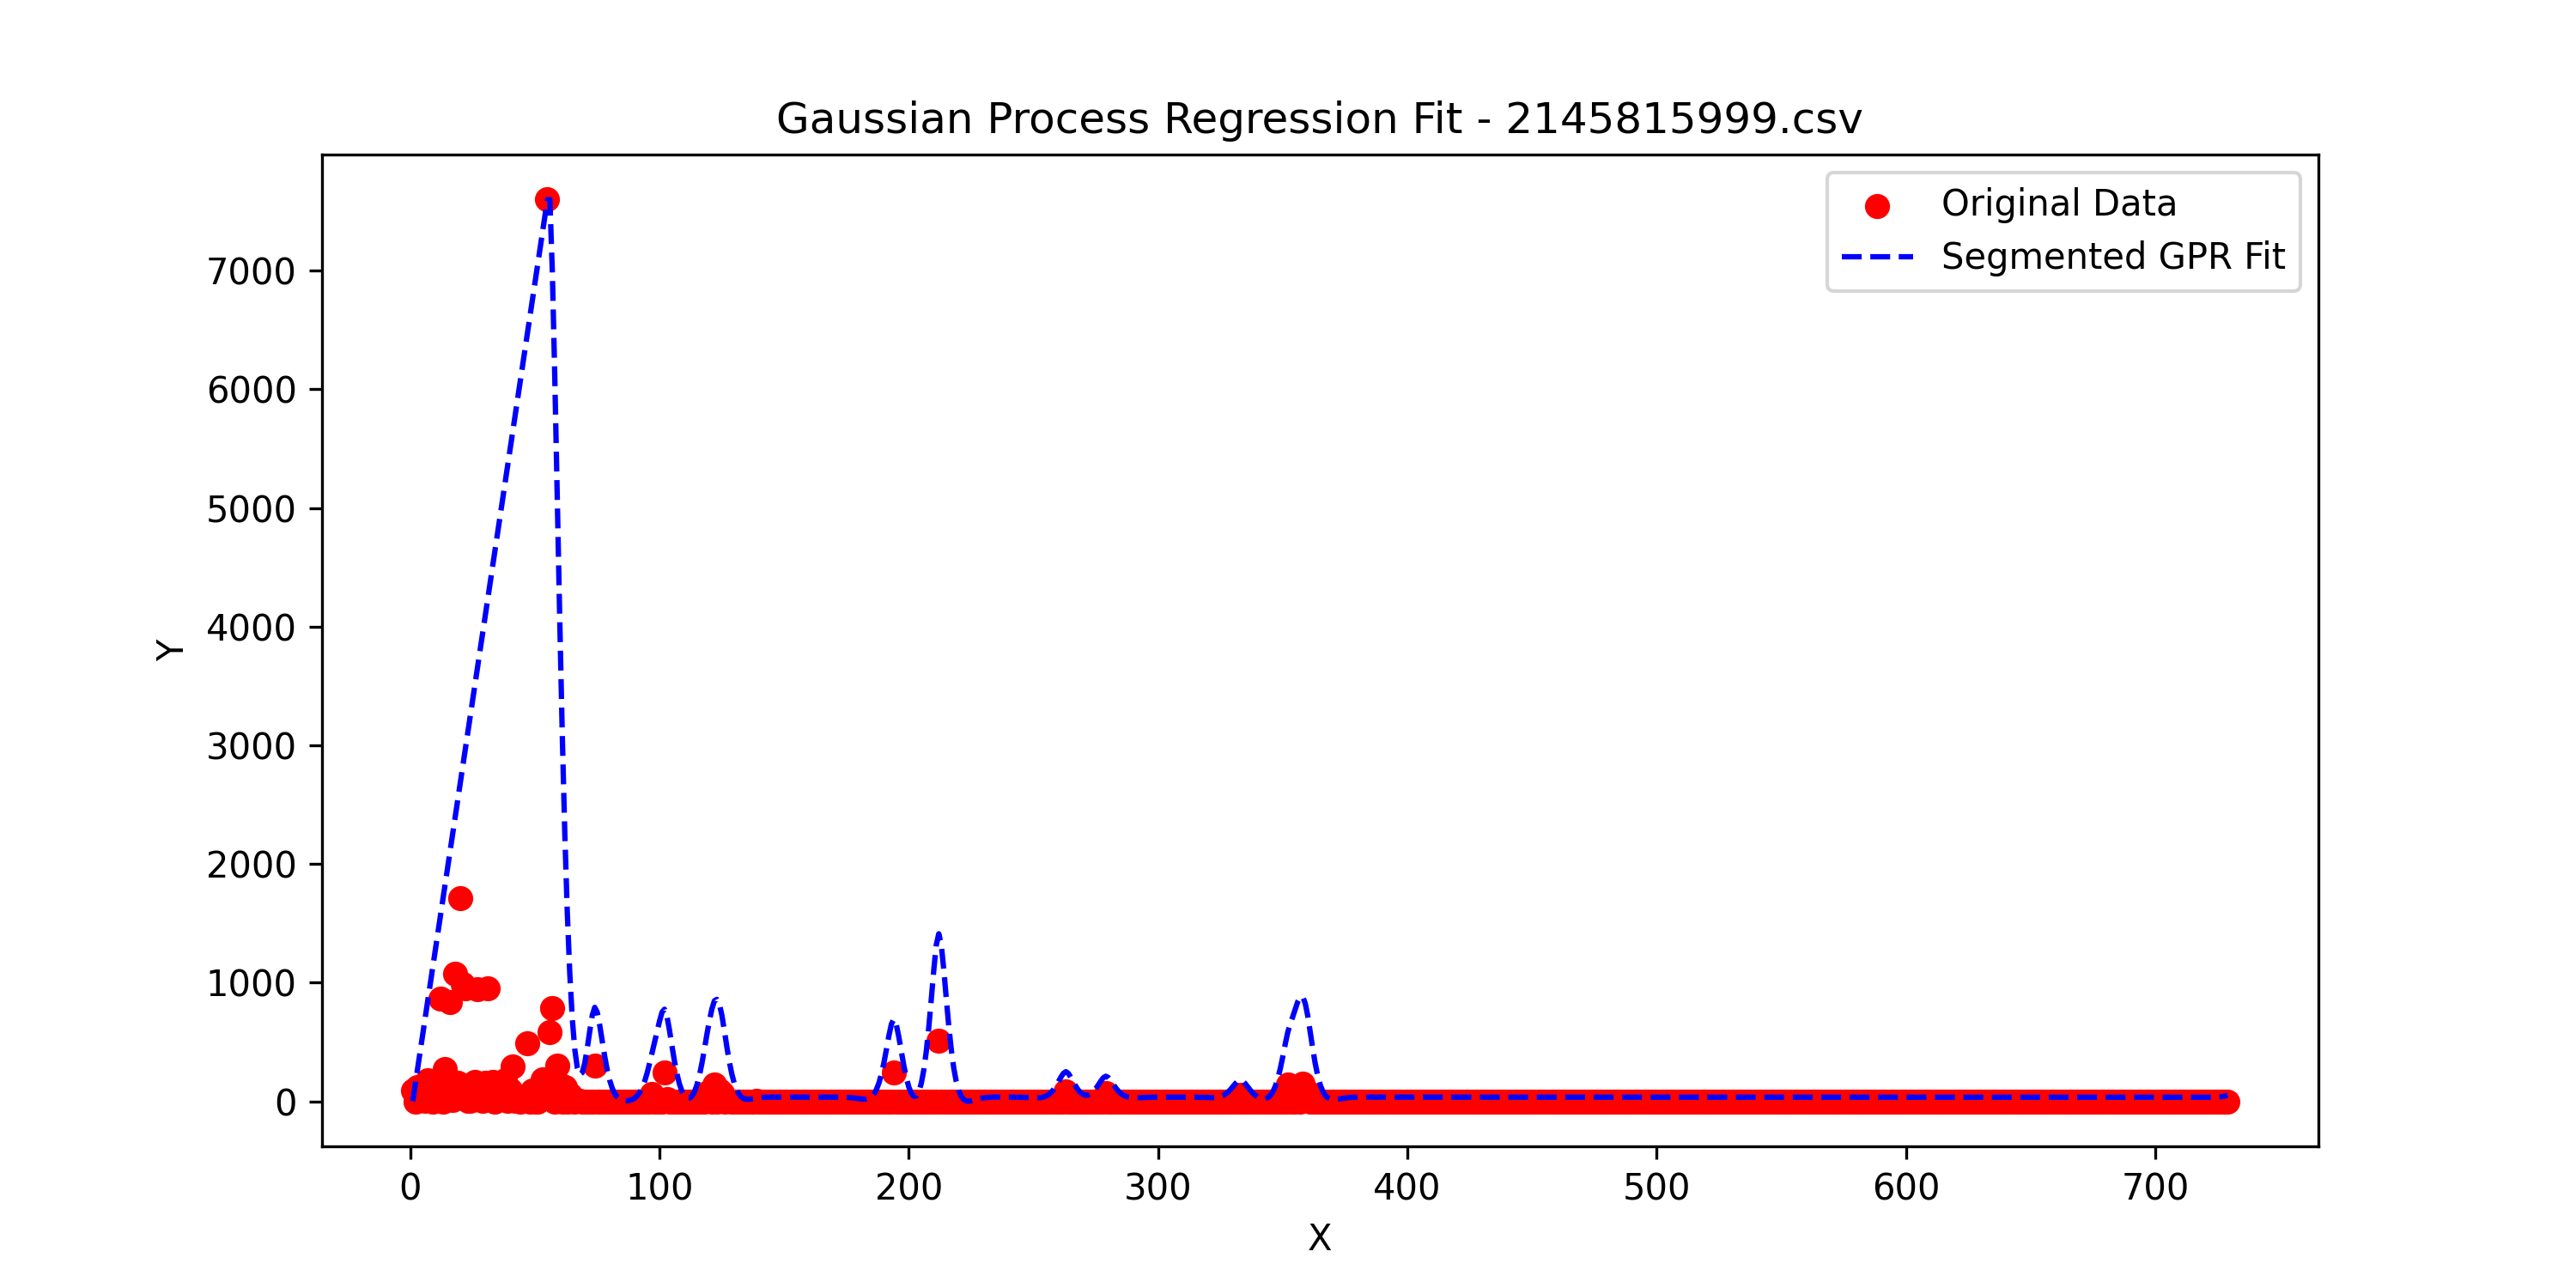 Gaussian Process Regression Fit - 2145815999.csv
Original Data
Segmented GPR Fit
7000
6000
5000
4000
3000
2000
1000
0
Y
0 100 200 300 400 500 600 700
X